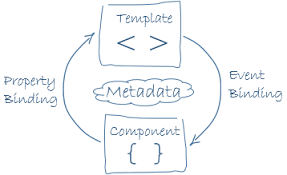 Template
< >
Property
Binding
Metadata
Event
Binding
Component
{ }